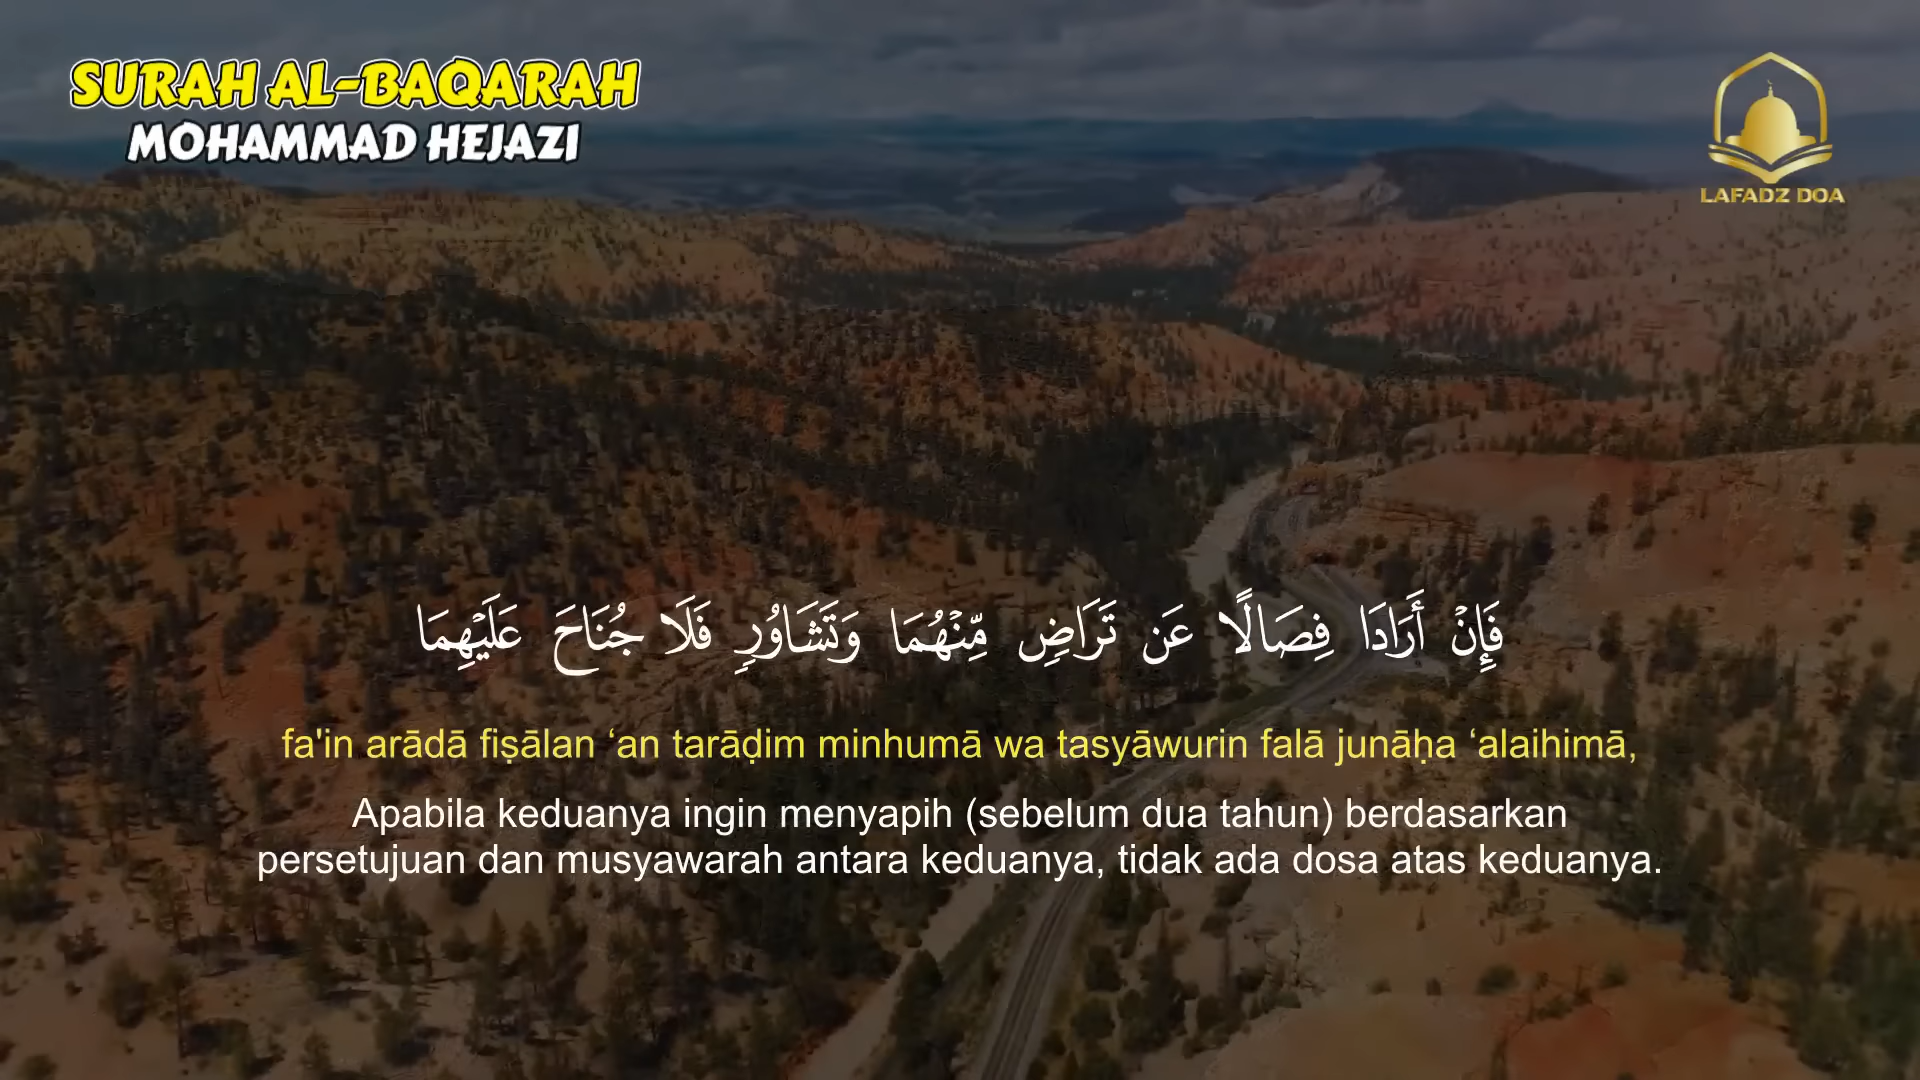 SURAH AL-BAQARAH
MOHAMMAD HEJAZI
LAFADZ DOA
فَإِنْ أَرَادَا فِصَالًا عَن تَرَاضٍ مِّنْهُمَا وَتَشَاوُرٍ فَلَا جُنَاحَ عَلَيْهِمَا
fa'in arādā fiṣālan ‘an tarāḍim minhumā wa tasyāwurin falā junāḥa ‘alaihimā,
Apabila keduanya ingin menyapih (sebelum dua tahun) berdasarkan
persetujuan dan musyawarah antara keduanya, tidak ada dosa atas keduanya.